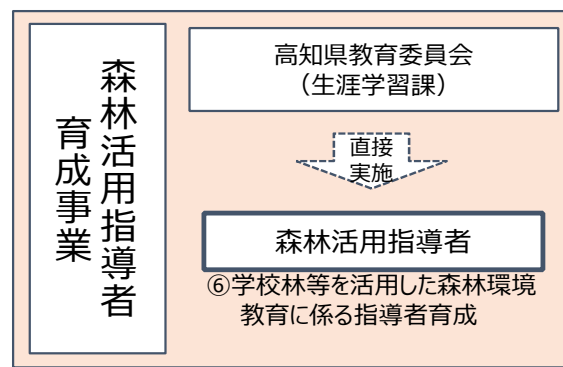 森林活用指導者
育成事業
高知県教育委員会
（生涯学習課）
直接
実施
森林活用指導者
⑥学校林等を活用した森林環境
教育に係る指導者育成